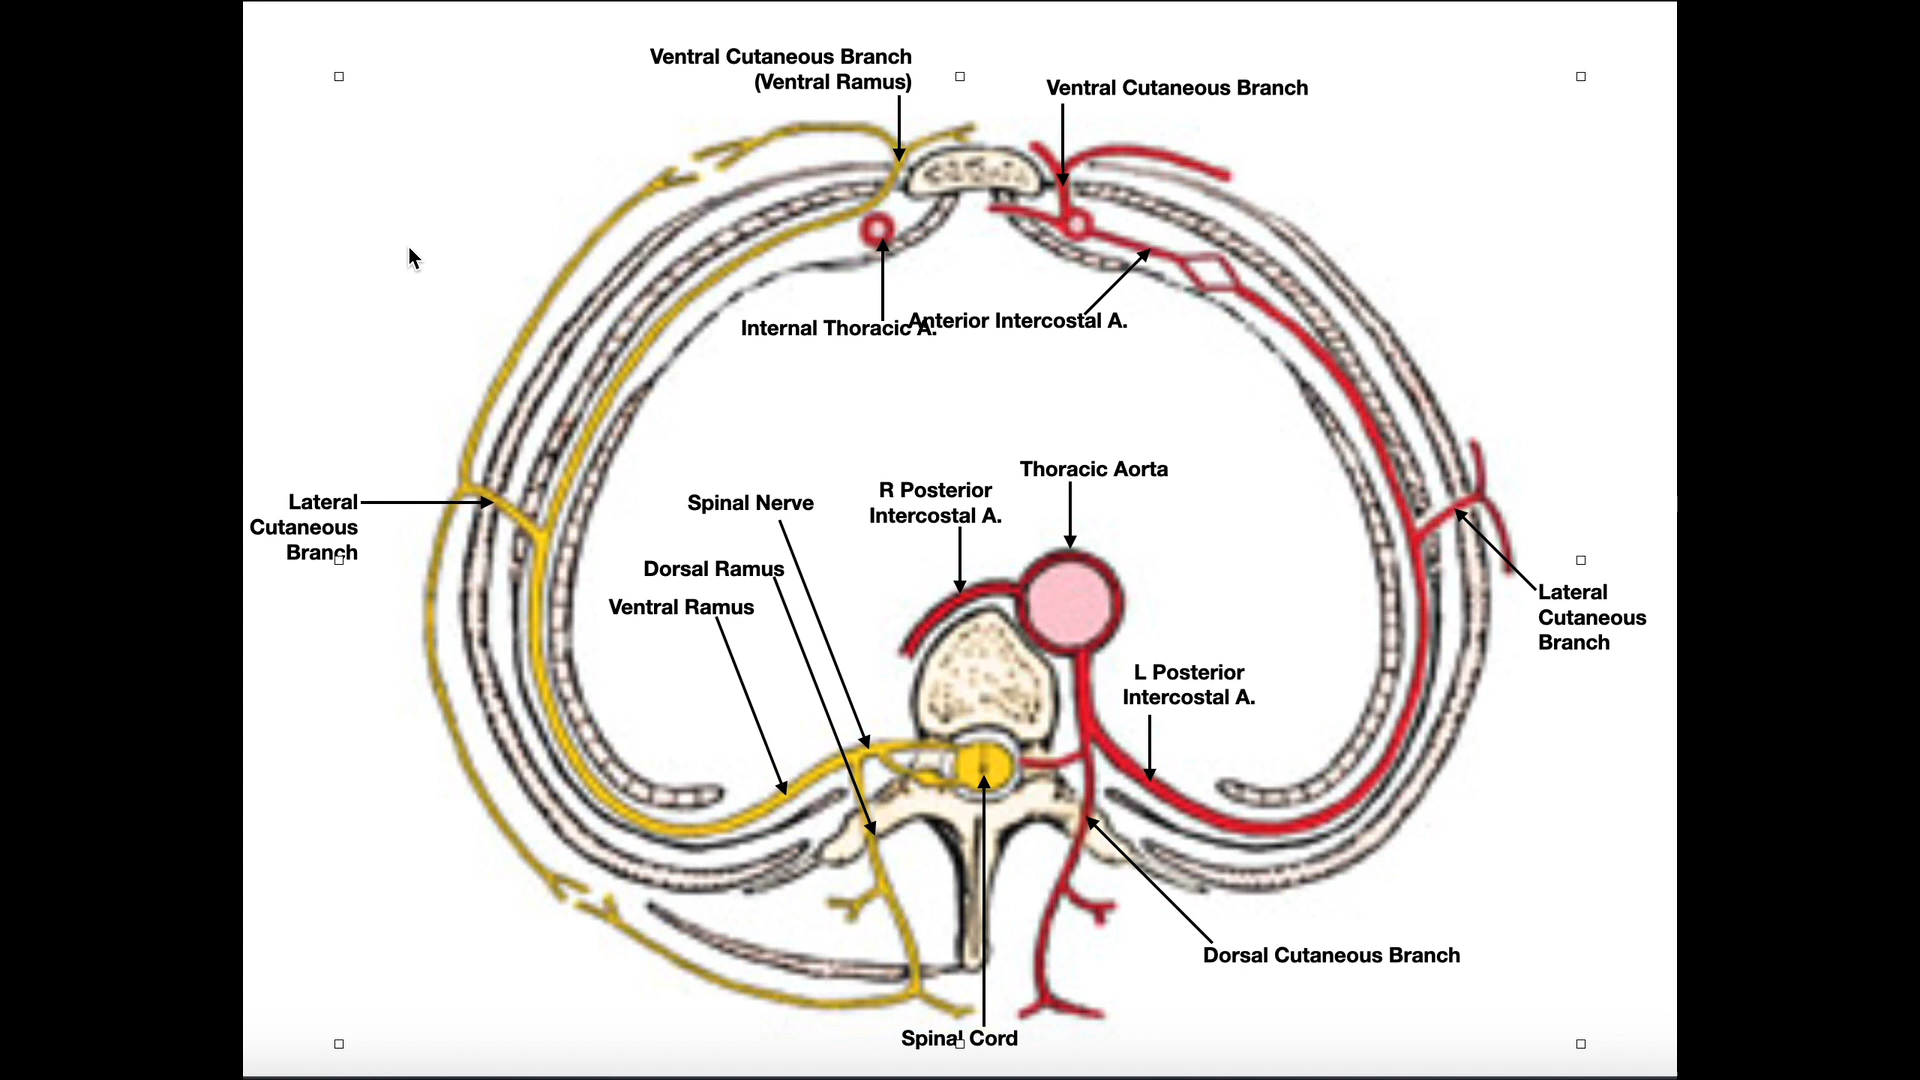 Ventral Cutaneous Branch
(Ventral Ramus)
Ventral Cutaneous Branch
Internal Thoracic A.
Anterior Intercostal A.
Thoracic Aorta
R Posterior
Intercostal A.
Spinal Nerve
Lateral
Cutaneous
Branch
Dorsal Ramus
Ventral Ramus
Lateral
Cutaneous
Branch
L Posterior
Intercostal A.
Dorsal Cutaneous Branch
Spinal Cord